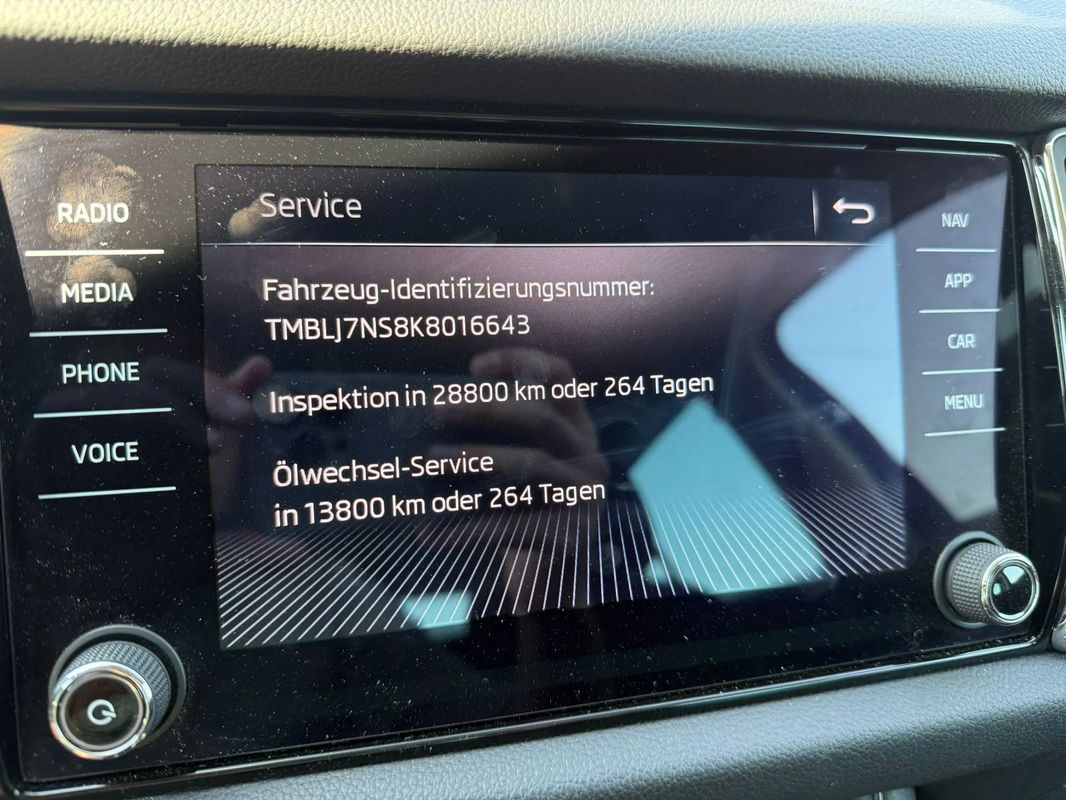 Service
RADIO
MEDIA
PHONE
VOICE
Fahrzeug-Identifizierungsnummer:
TMBLJ7NS8K8016643
Inspektion in 28800 km oder 264 Tagen
Ölwechsel-Service
in 13800 km oder 264 Tagen
NAV
APP
CAR
MENU